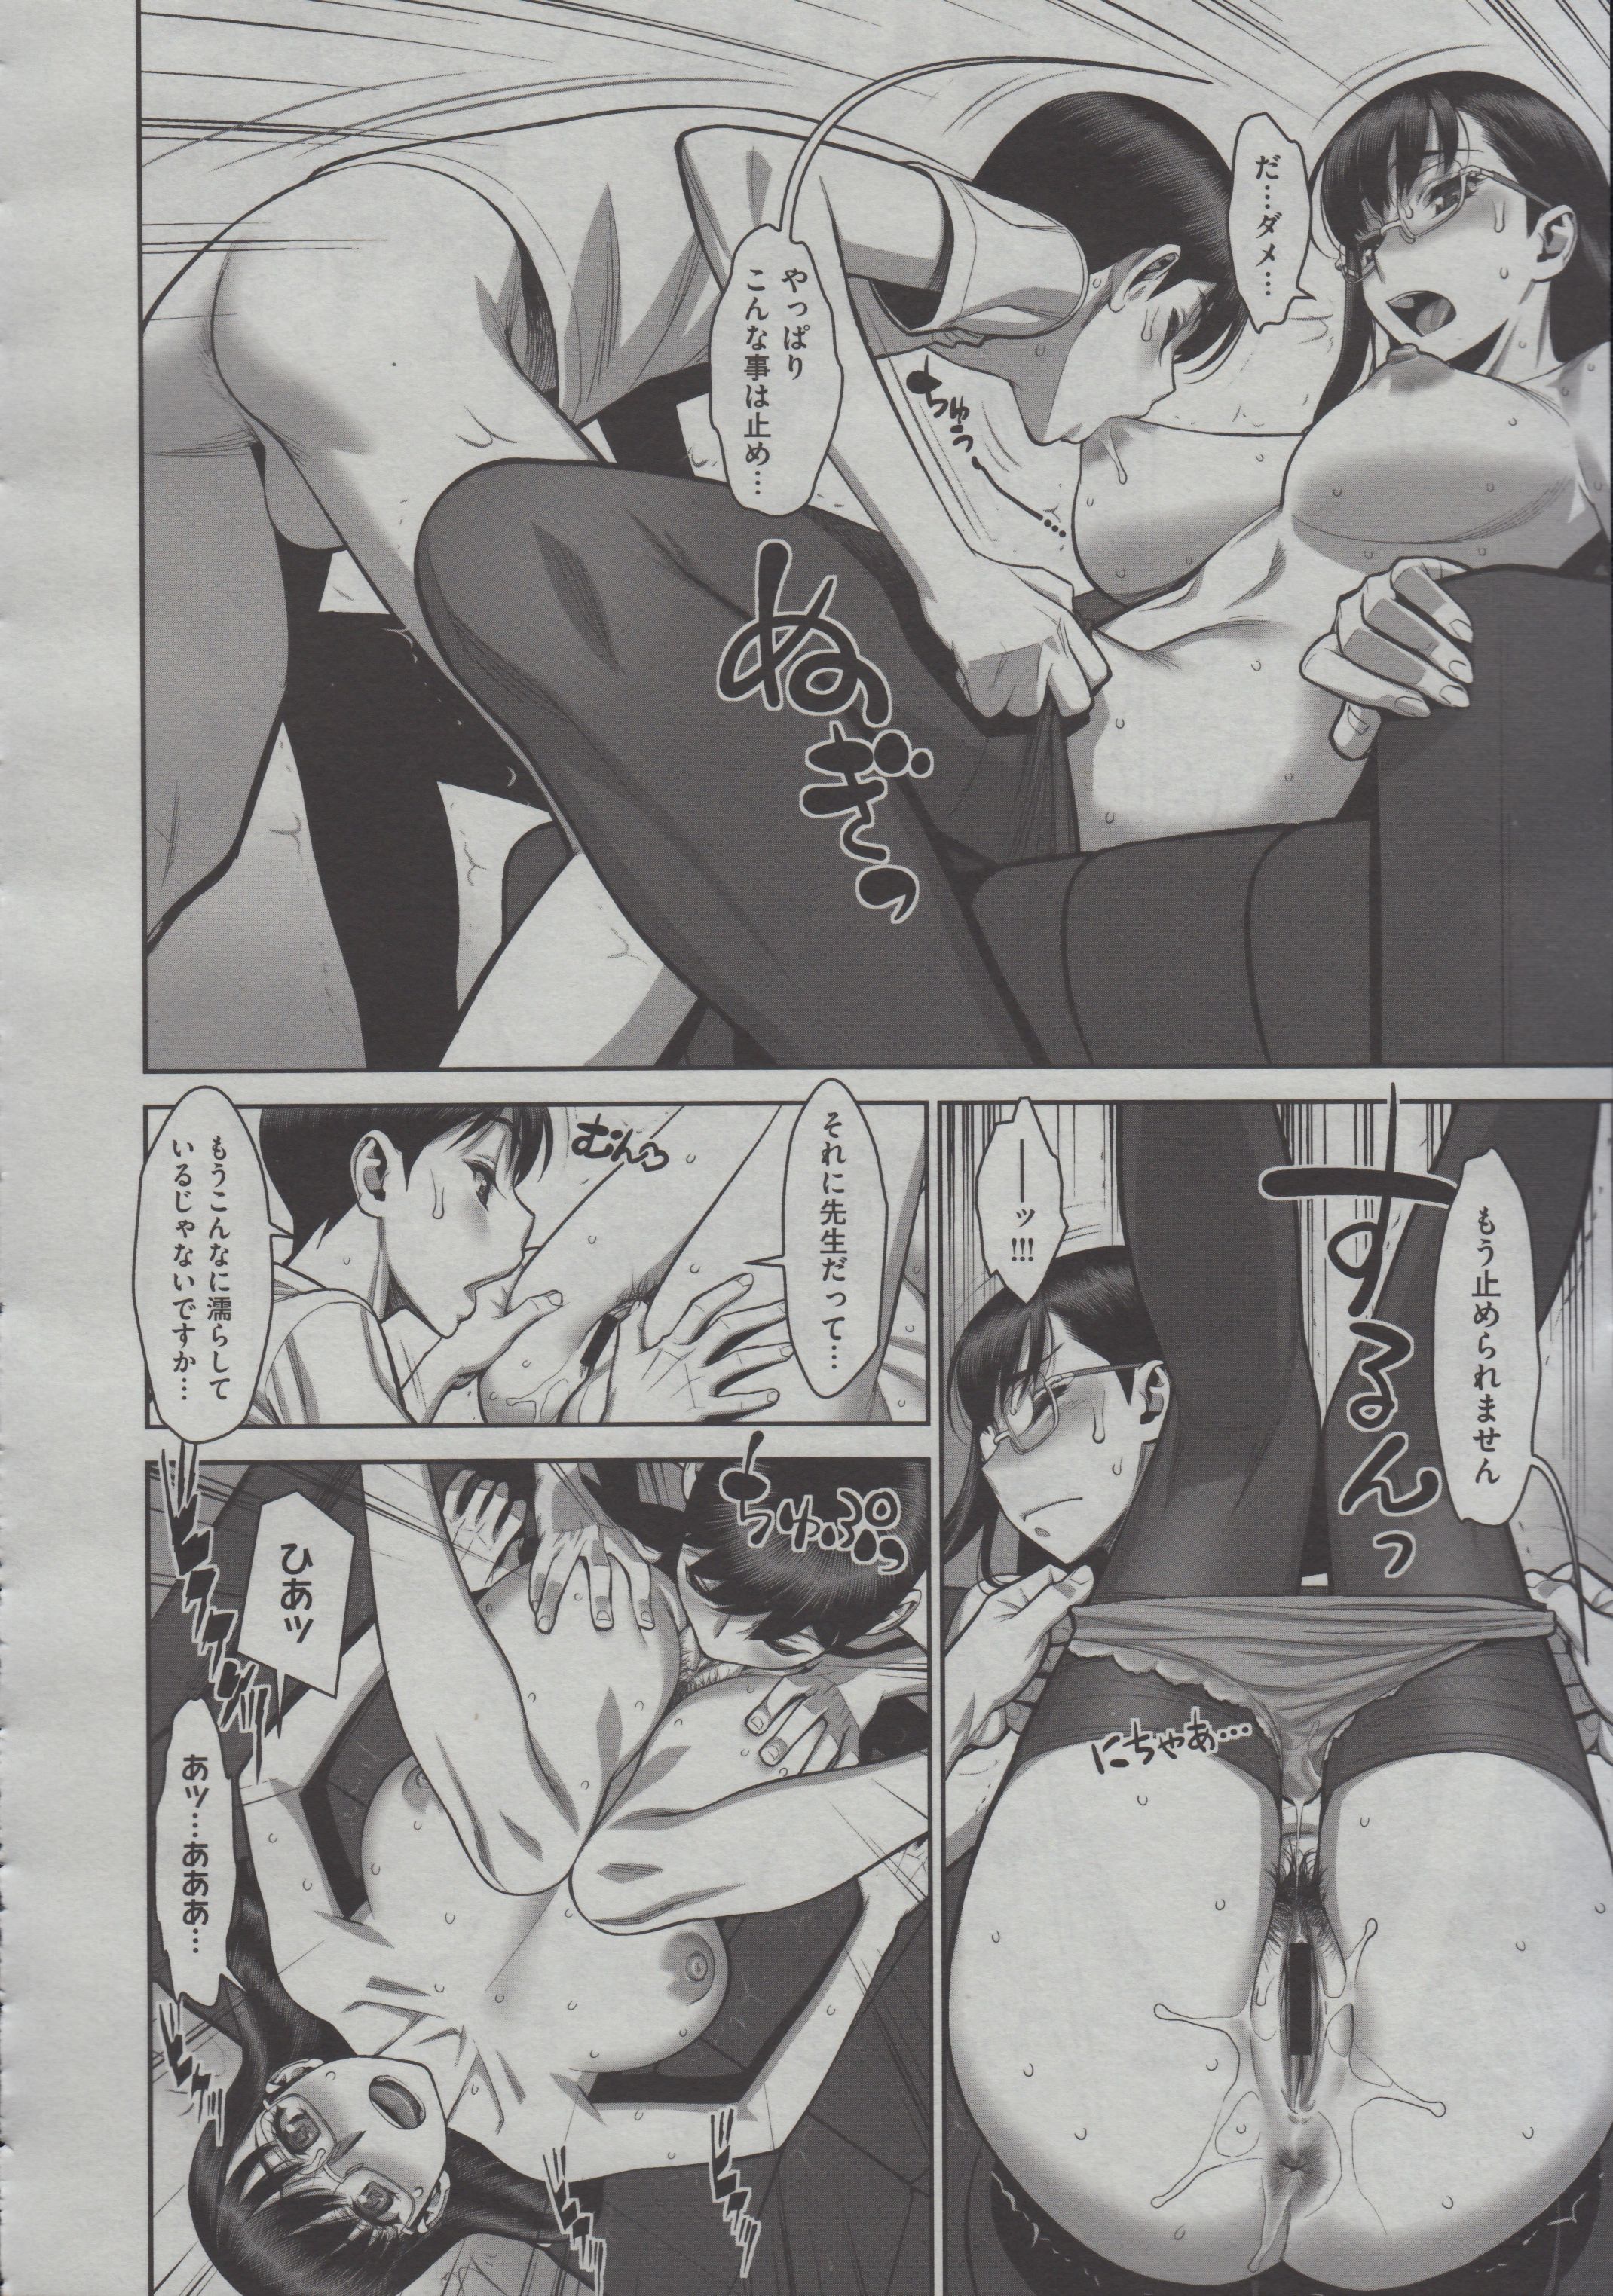 だ…ダメ…
やっぱり
こんな事は止め…
ちゅうっ
ぬぎっ
もう止められません
ーッ!!!
するんっ
にちゃあ…
それに先生だって…
むんっ
もうこんなに濡らして
いるじゃないですか…
ちゅぷっ
ひあッ
あッ…あああ…